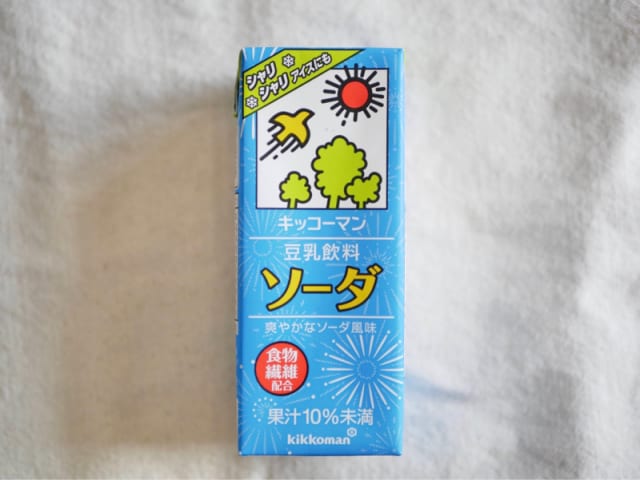 シャリ
シャリ アイスにも
キッコーマン
豆乳飲料
ソーダ
爽やかなソーダ風味
食物
繊維
配合
果汁10%未満
kikkoman